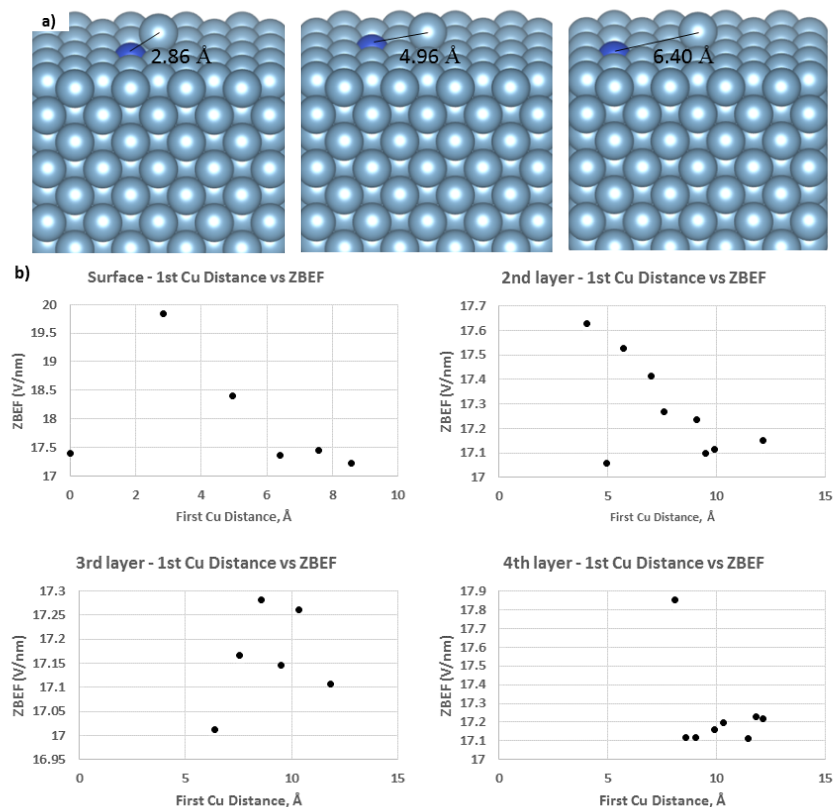 a)
2.86 Å
4.96 Å
6.40 Å
b)
Surface - 1st Cu Distance vs ZBEF
ZBEF (V/nm)
20
19.5
19
18.5
18
17.5
17
0 2 4 6 8 10
First Cu Distance, Å
2nd layer - 1st Cu Distance vs ZBEF
ZBEF (V/nm)
17.7
17.6
17.5
17.4
17.3
17.2
17.1
17
0 5 10 15
First Cu Distance, Å
3rd layer - 1st Cu Distance vs ZBEF
ZBEF (V/nm)
17.3
17.25
17.2
17.15
17.1
17.05
17
16.95
0 5 10 15
First Cu Distance, Å
4th layer - 1st Cu Distance vs ZBEF
ZBEF (V/nm)
17.9
17.8
17.7
17.6
17.5
17.4
17.3
17.2
17.1
17
0 5 10 15
First Cu Distance, Å